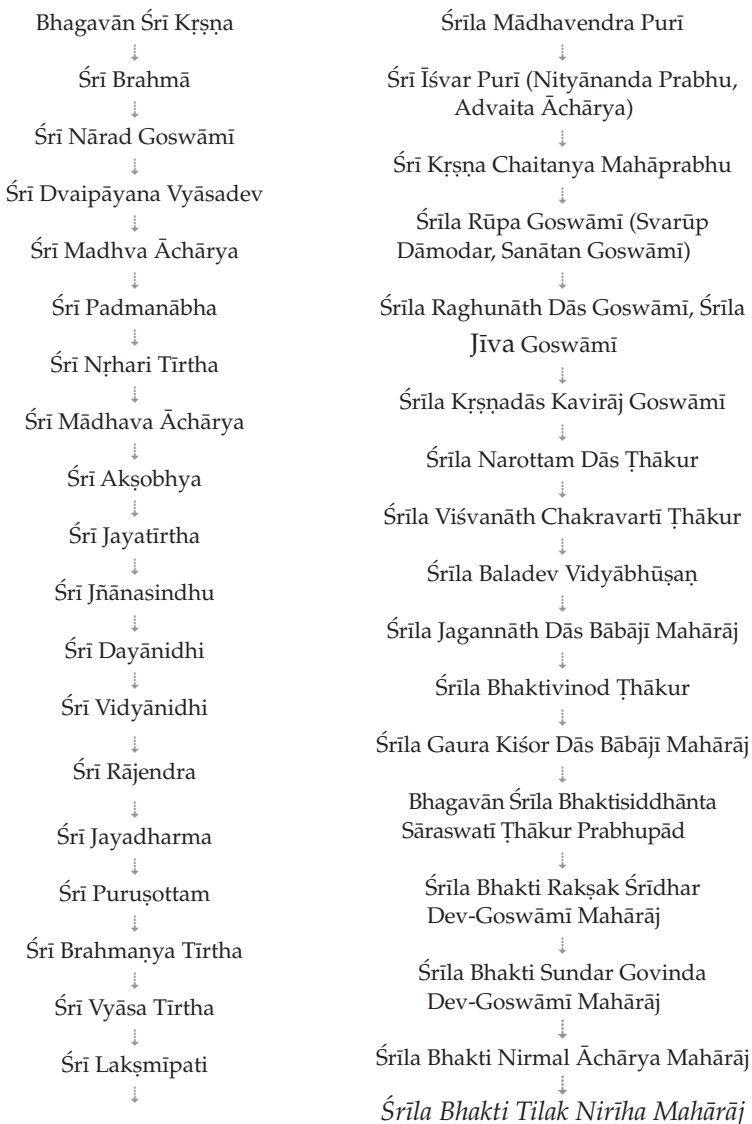 Bhagavān Śrī Kṛṣṇa
Śrī Brahmā
Śrī Nārad Goswāmī
Śrī Dvaipāyana Vyāsadev
Śrī Madhva Āchārya
Śrī Padmanābha
Śrī Nṛhari Tīrtha
Śrī Mādhava Āchārya
Śrī Akṣobhya
Śrī Jayatīrtha
Śrī Jñānasindhu
Śrī Dayānidhi
Śrī Vidyānidhi
Śrī Rājendra
Śrī Jayadharma
Śrī Puruṣottam
Śrī Brahmaṇya Tīrtha
Śrī Vyāsa Tīrtha
Śrī Lakṣmīpati
Śrīla Mādhavendra Purī
Śrī Īśvar Purī (Nityānanda Prabhu,
Advaita Āchārya)
Śrī Kṛṣṇa Chaitanya Mahāprabhu
Śrīla Rūpa Goswāmī (Svarūp
Dāmodar, Sanātan Goswāmī)
Śrīla Raghunāth Dās Goswāmī, Śrīla
Jīva Goswāmī
Śrīla Kṛṣṇadās Kavirāj Goswāmī
Śrīla Narottam Dās Ṭhākur
Śrīla Viśvanāth Chakravartī Ṭhākur
Śrīla Baladev Vidyābhūṣaṇ
Śrīla Jagannāth Dās Bābājī Mahārāj
Śrīla Bhaktivinod Ṭhākur
Śrīla Gaura Kiśor Dās Bābājī Mahārāj
Bhagavān Śrīla Bhaktisiddhānta
Sāraswatī Ṭhākur Prabhupād
Śrīla Bhakti Rakṣak Śrīdhar
Dev-Goswāmī Mahārāj
Śrīla Bhakti Sundar Govinda
Dev-Goswāmī Mahārāj
Śrīla Bhakti Nirmal Āchārya Mahārāj
Śrīla Bhakti Tilak Nirīha Mahārāj